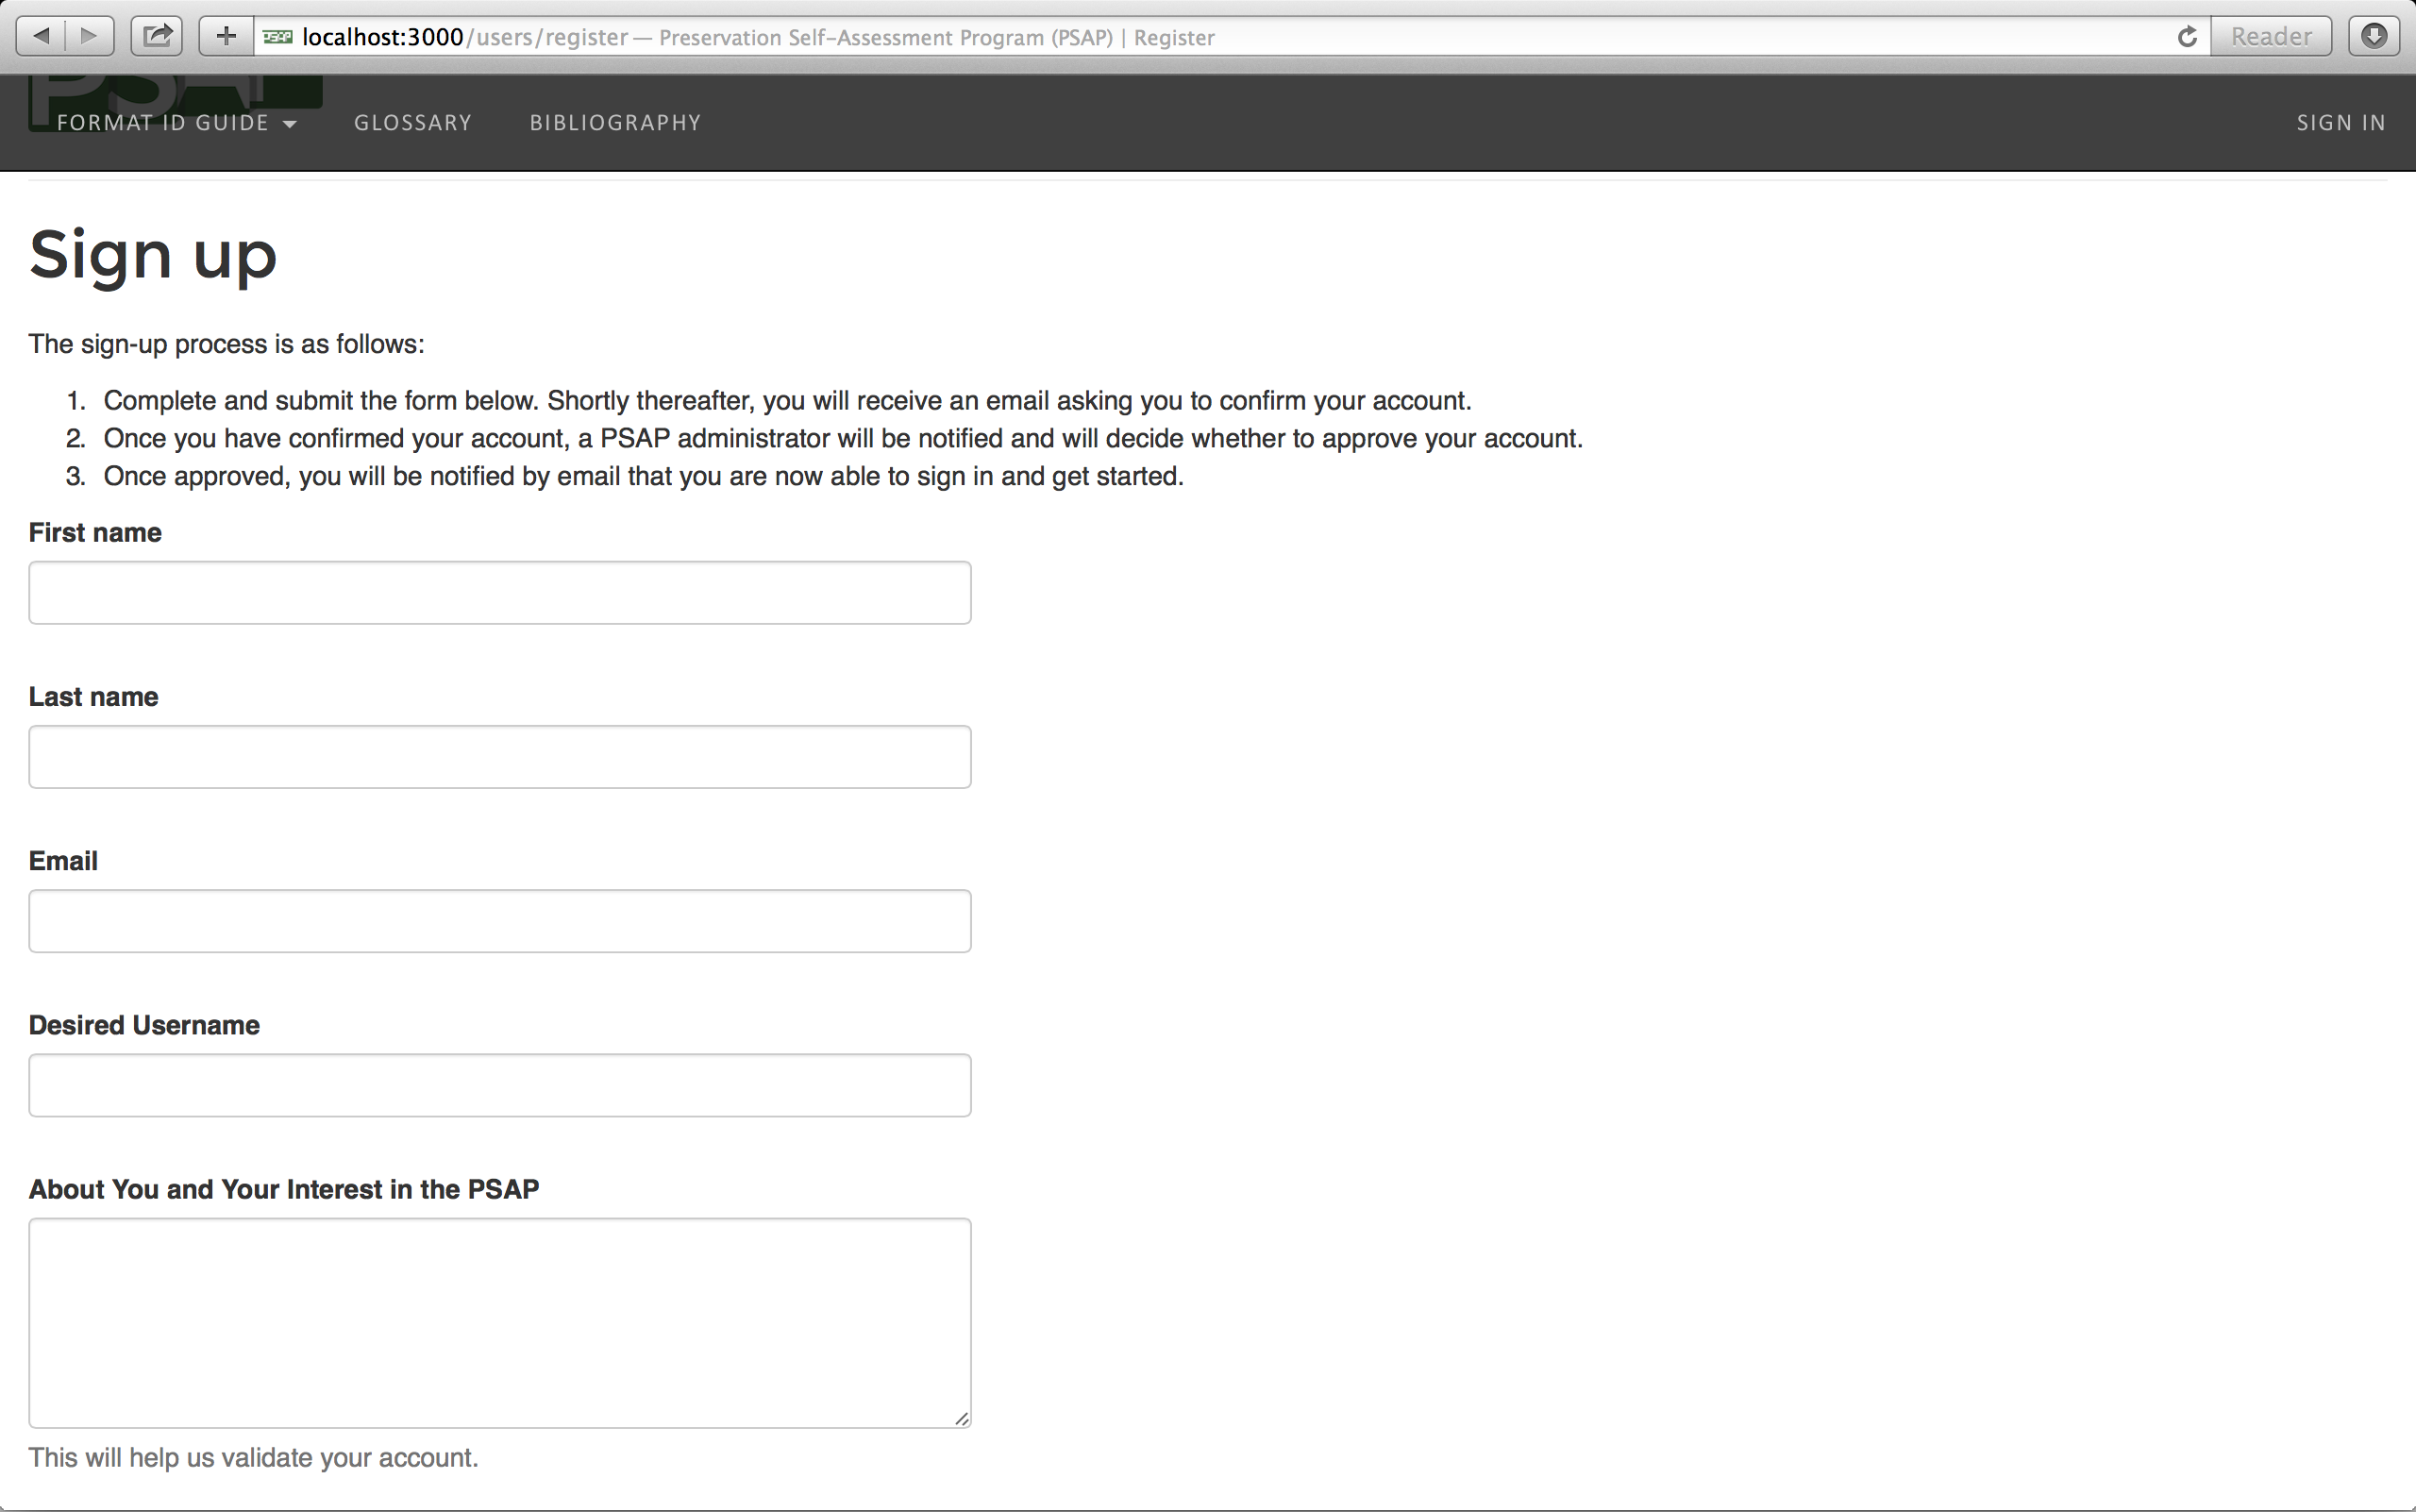 localhost:3000/users/register — Preservation Self-Assessment Program (PSAP) | Register
Reader
PSAP
FORMAT ID GUIDE
GLOSSARY
BIBLIOGRAPHY
SIGN IN
Sign up
The sign-up process is as follows:
1. Complete and submit the form below. Shortly thereafter, you will receive an email asking you to confirm your account.
2. Once you have confirmed your account, a PSAP administrator will be notified and will decide whether to approve your account.
3. Once approved, you will be notified by email that you are now able to sign in and get started.
First name
Last name
Email
Desired Username
About You and Your Interest in the PSAP
This will help us validate your account.